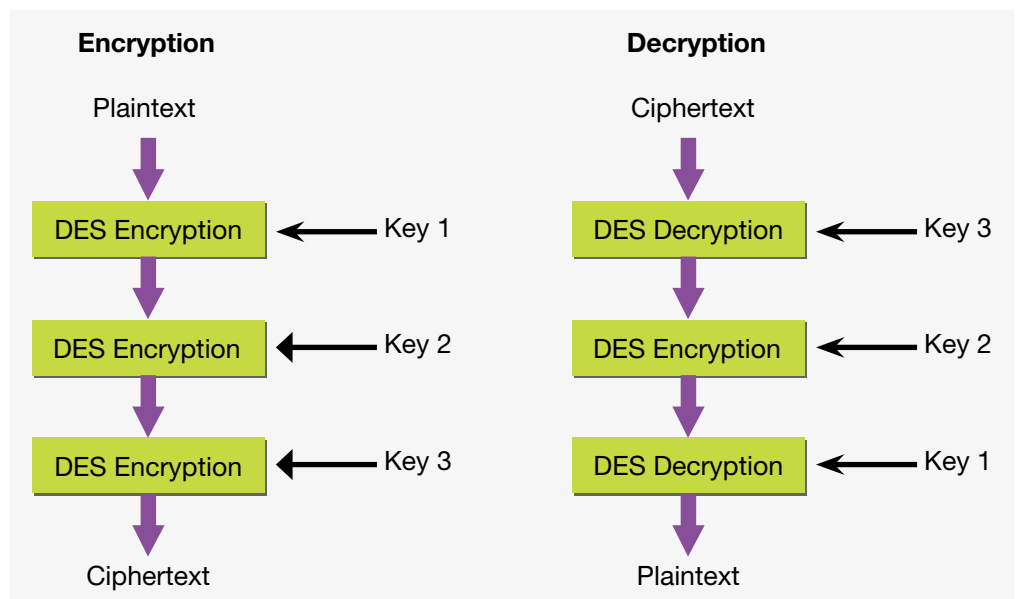 Encryption
Plaintext
DES Encryption
Key 1
DES Encryption
Key 2
DES Encryption
Key 3
Ciphertext
Decryption
Ciphertext
DES Decryption
Key 3
DES Encryption
Key 2
DES Decryption
Key 1
Plaintext